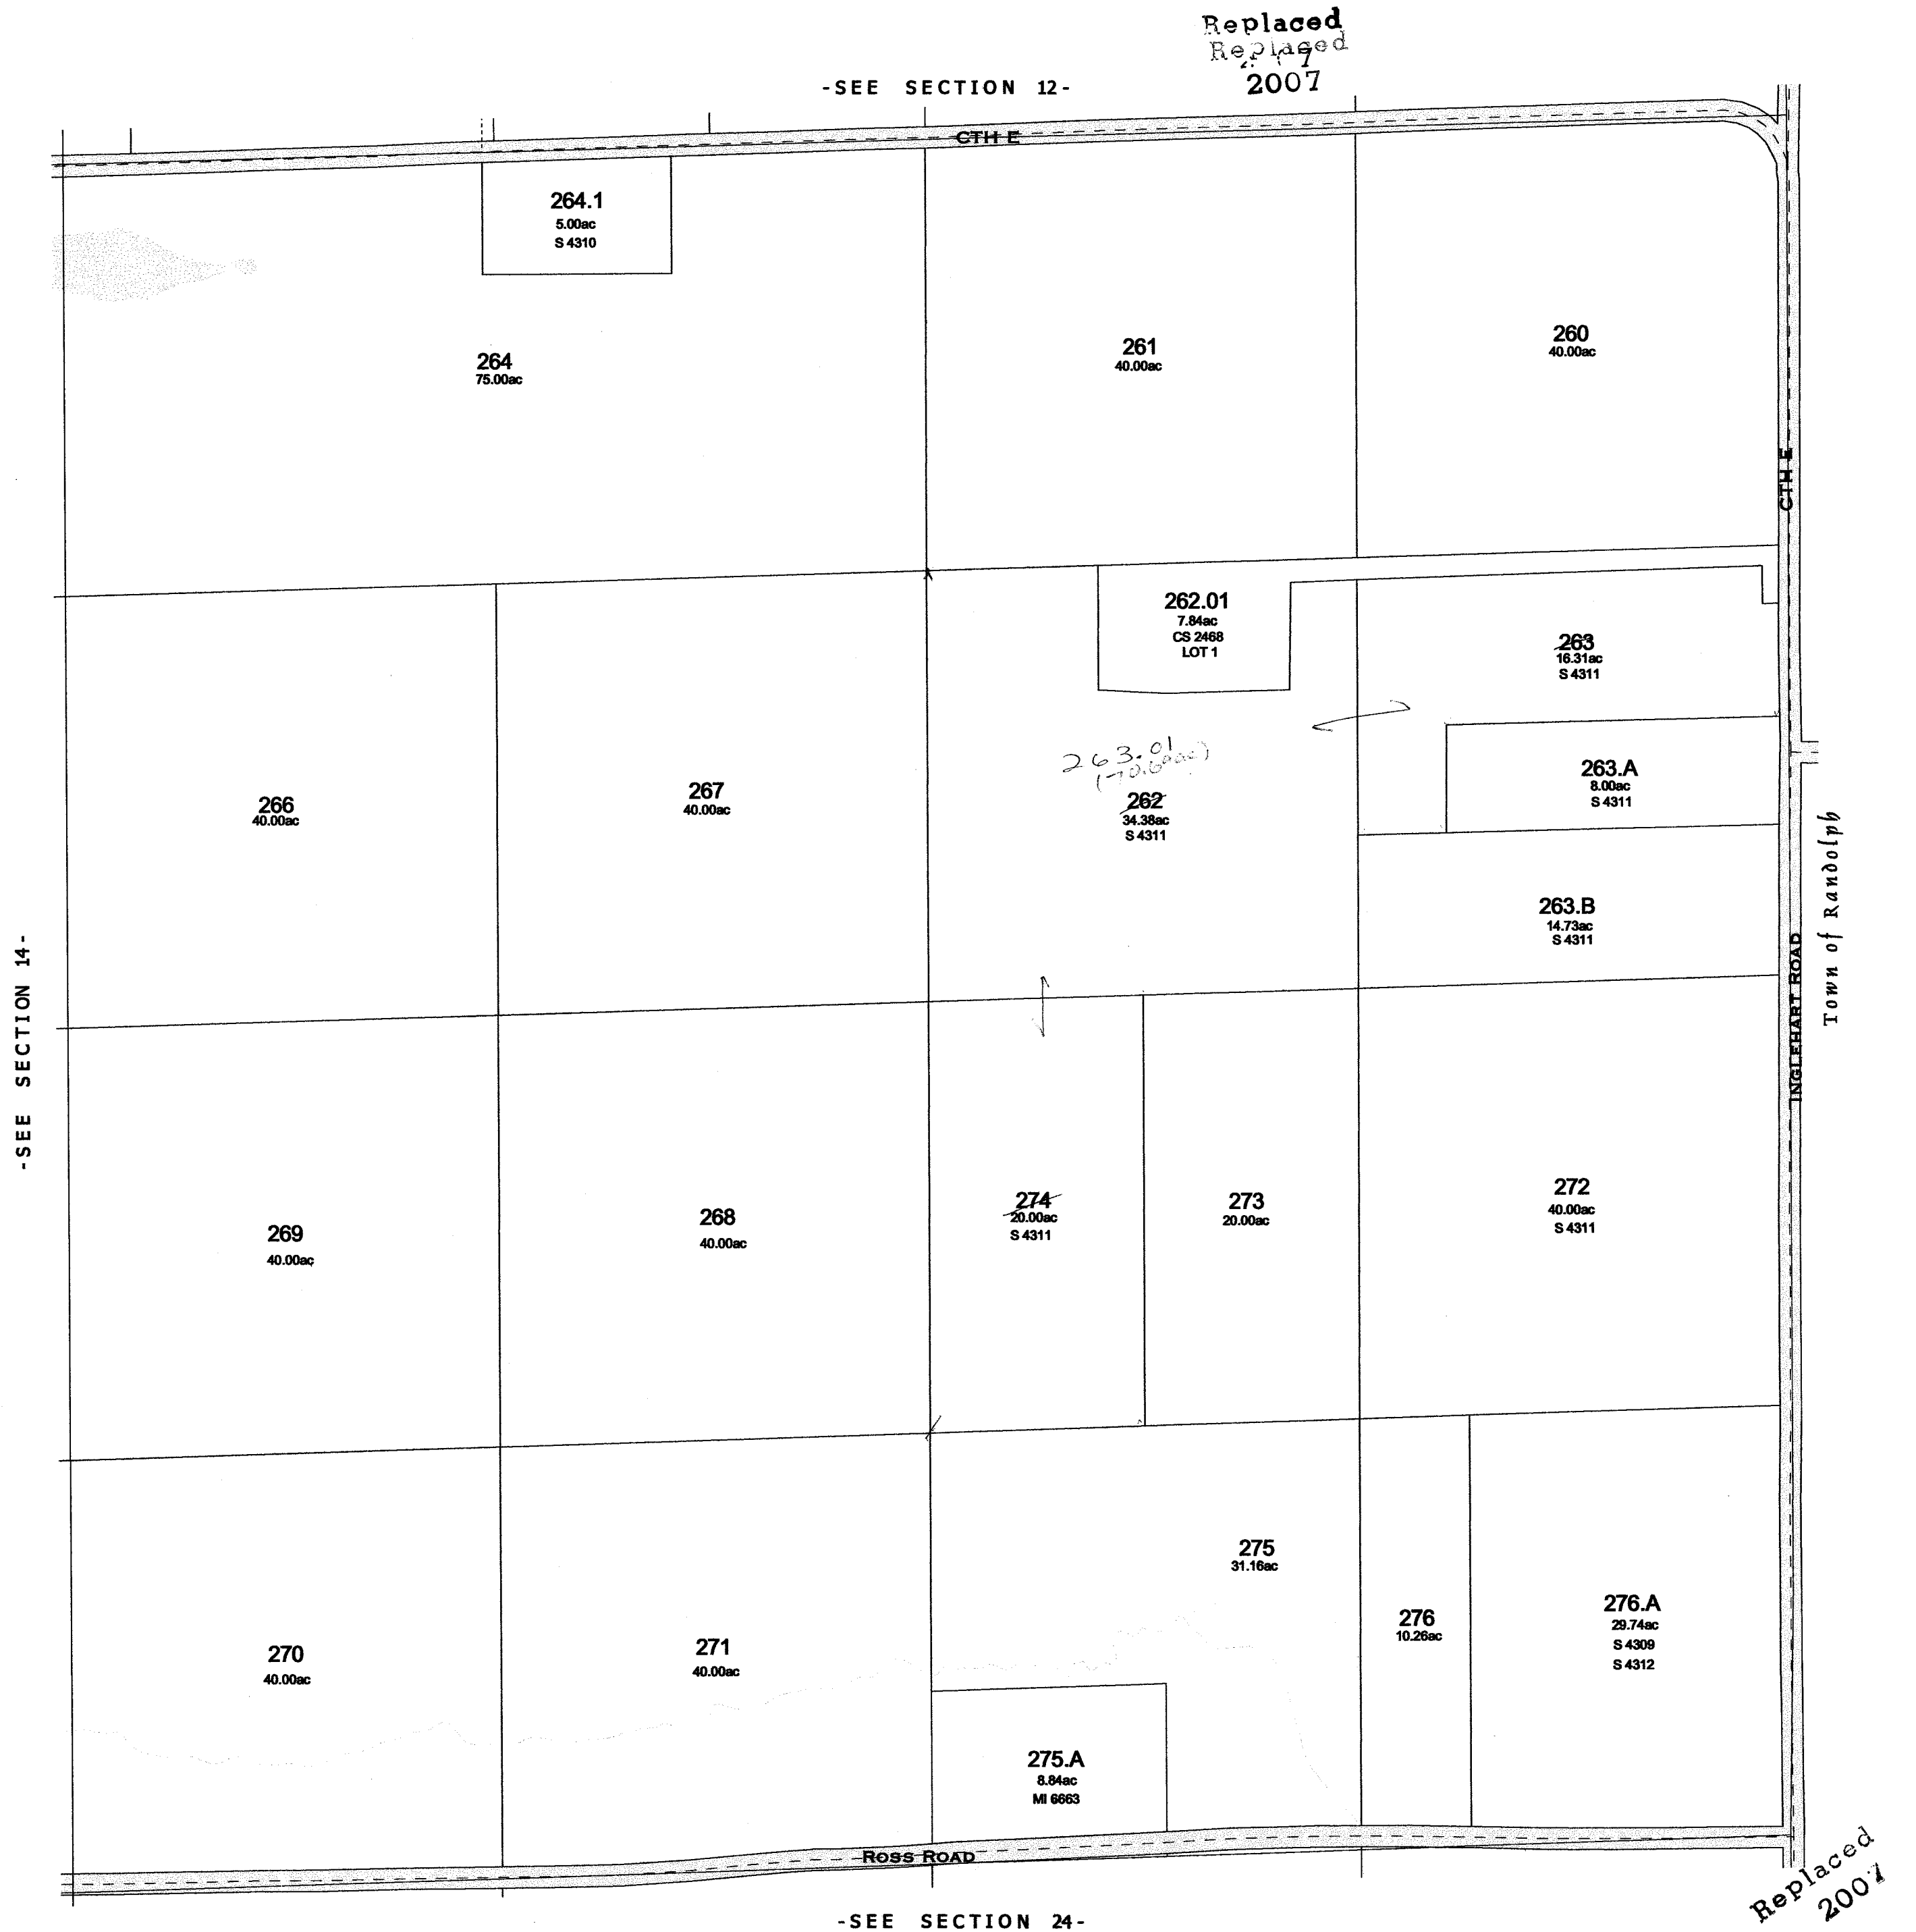 Replaced
Replaced
2007
-SEE SECTION 12-
CTH E
264.1
5.00ac
S 4310
264
75.00ac
261
40.00ac
260
40.00ac
CTH E
262.01
7.84ac
CS 2468
LOT 1
263
16.31ac
S 4311
263.01
263.A
8.00ac
S 4311
266
40.00ac
267
40.00ac
262
34.38ac
S 4311
263.B
14.73ac
S 4311
Town of Randolph
INGLEHART ROAD
-SEE SECTION 14-
269
40.00ac
268
40.00ac
274
20.00ac
S 4311
273
20.00ac
272
40.00ac
S 4311
270
40.00ac
271
40.00ac
275
31.16ac
276
10.26ac
276.A
29.74ac
S 4309
S 4312
275.A
8.84ac
MI 6663
ROSS ROAD
Replaced
2007
-SEE SECTION 24-